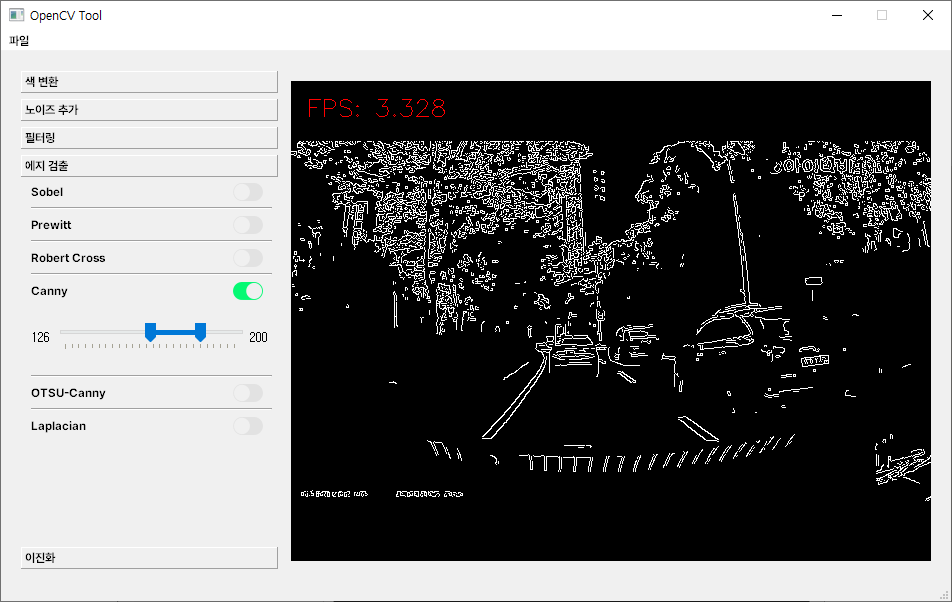 OpenCV Tool
파일
색 변환
노이즈 추가
필터링
에지 검출
Sobel
Prewitt
Robert Cross
Canny
126
200
OTSU-Canny
Laplacian
이진화
FPS: 3.328